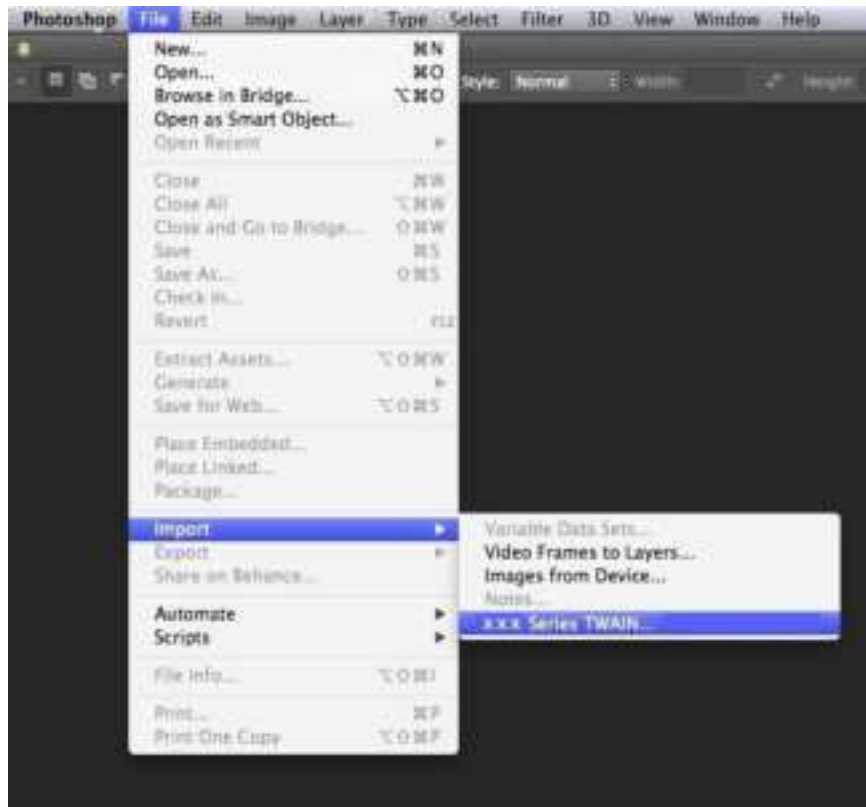 Photoshop File Edit Image Layer Type Select Filter 3D View Window Help
Style: Normal Width: Height:
New... ⌘N
Open... ⌘O
Browse in Bridge... ⌥⌘O
Open as Smart Object...
Open Recent
Close ⌘W
Close All ⌥⌘W
Close and Go to Bridge... ⇧⌘W
Save ⌘S
Save As... ⇧⌘S
Check In...
Revert F12
Extract Assets... ⌥⇧⌘W
Generate
Save for Web... ⌥⇧⌘S
Place Embedded...
Place Linked...
Package...
Import
Export
Share on Behance...
Automate
Scripts
File Info... ⌥⇧⌘I
Print... ⌘P
Print One Copy ⌥⇧⌘P
Variable Data Sets...
Video Frames to Layers...
Images from Device...
Notes...
x x x Series TWAIN...